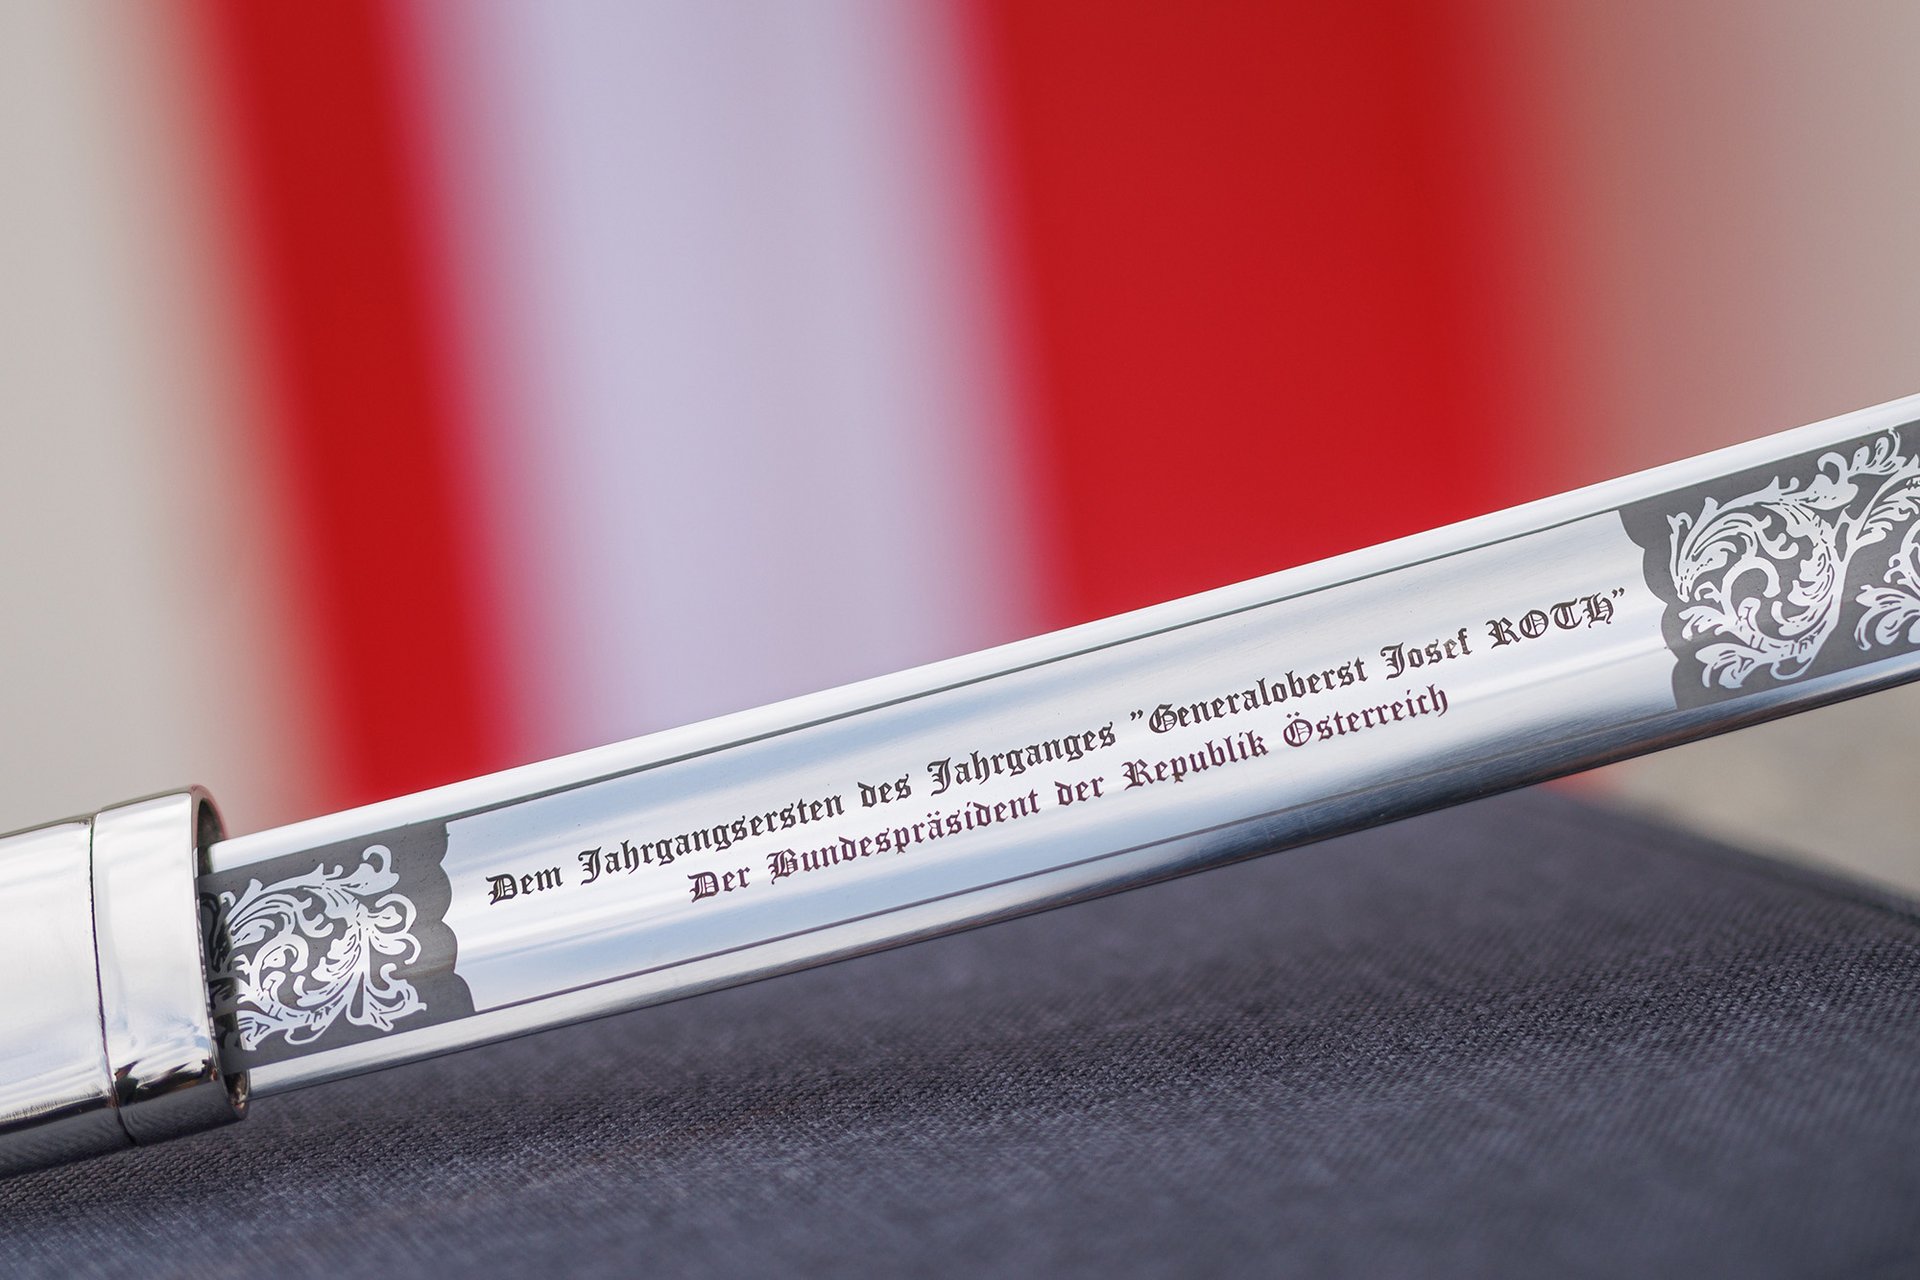 Dem Jahrgangsersten des Jahrganges "Generaloberst Josef ROTH"
Der Bundespräsident der Republik Österreich